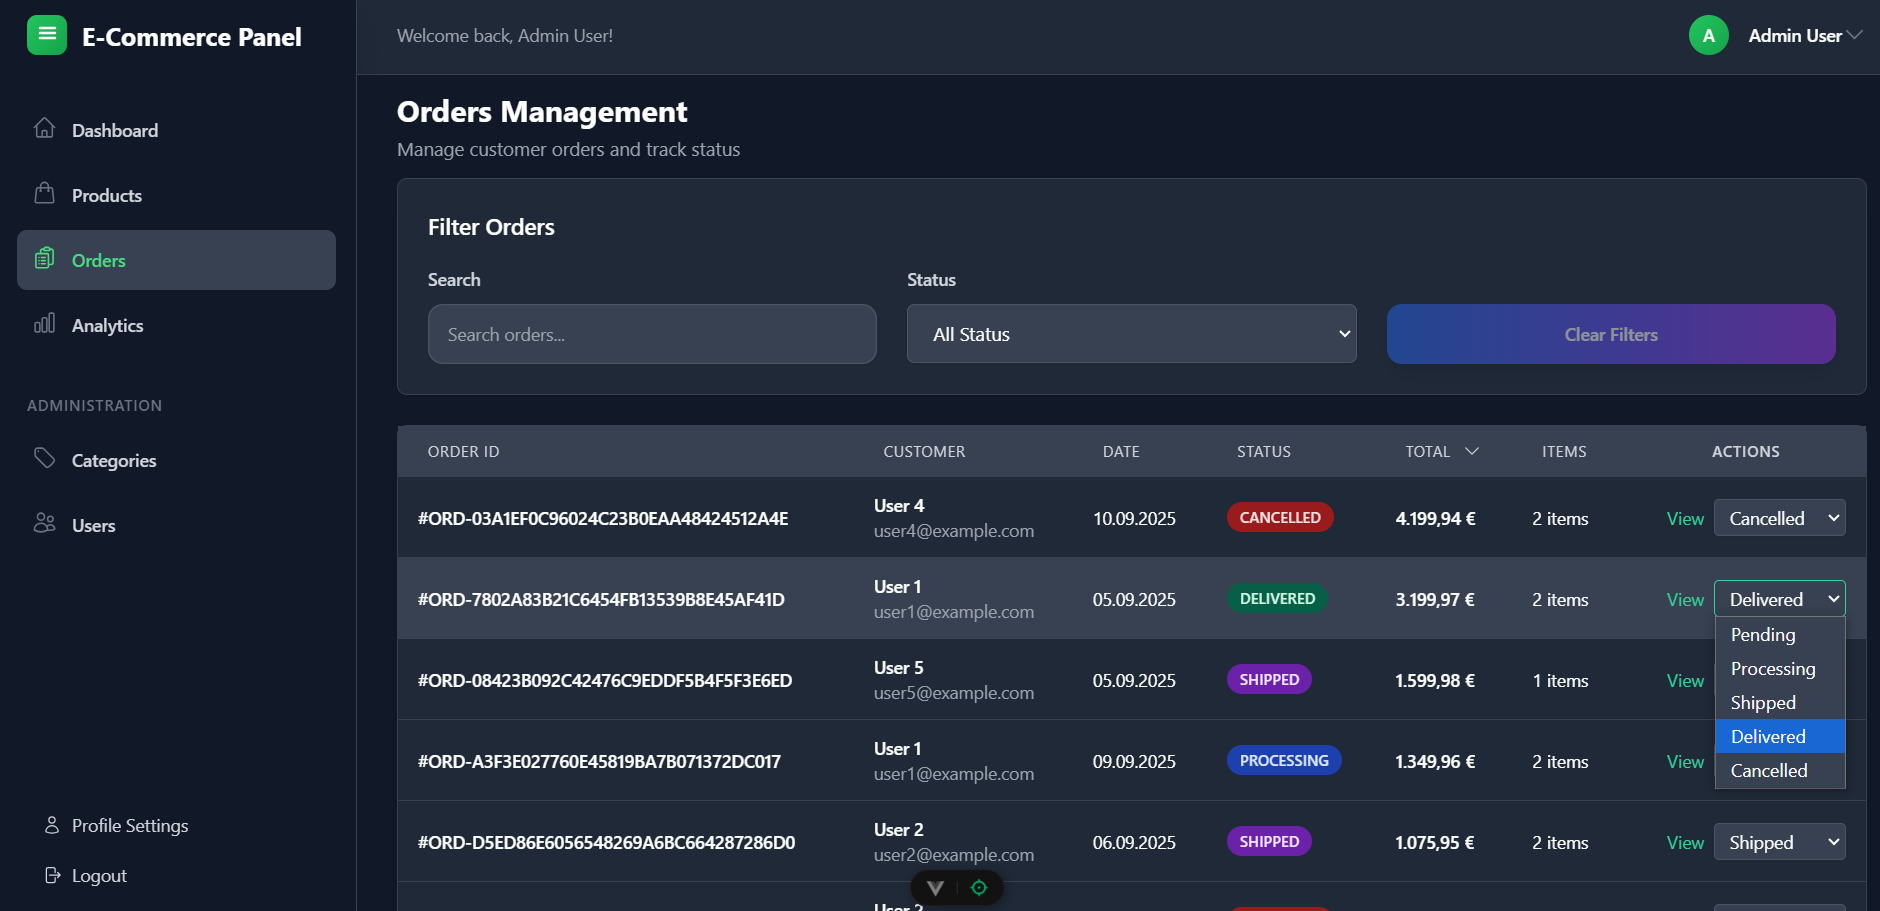 E-Commerce Panel
Welcome back, Admin User!
A
Admin User
Dashboard
Products
Orders
Analytics
ADMINISTRATION
Categories
Users
Profile Settings
Logout
Orders Management
Manage customer orders and track status
Filter Orders
Search
Status
Search orders...
All Status
Clear Filters
ORDER ID CUSTOMER DATE STATUS TOTAL ITEMS ACTIONS
#ORD-03A1EF0C96024C23B0EAA48424512A4E
User 4
user4@example.com
10.09.2025
CANCELLED
4.199,94 €
2 items
View
Cancelled
#ORD-7802A83B21C6454FB13539B8E45AF41D
User 1
user1@example.com
05.09.2025
DELIVERED
3.199,97 €
2 items
View
Delivered
Pending
Processing
Shipped
Delivered
Cancelled
#ORD-08423B092C42476C9EDDF5B4F5F3E6ED
User 5
user5@example.com
05.09.2025
SHIPPED
1.599,98 €
1 items
View
#ORD-A3F3E027760E45819BA7B071372DC017
User 1
user1@example.com
09.09.2025
PROCESSING
1.349,96 €
2 items
View
#ORD-D5ED86E6056548269A6BC664287286D0
User 2
user2@example.com
06.09.2025
SHIPPED
1.075,95 €
2 items
View
Shipped
User 2